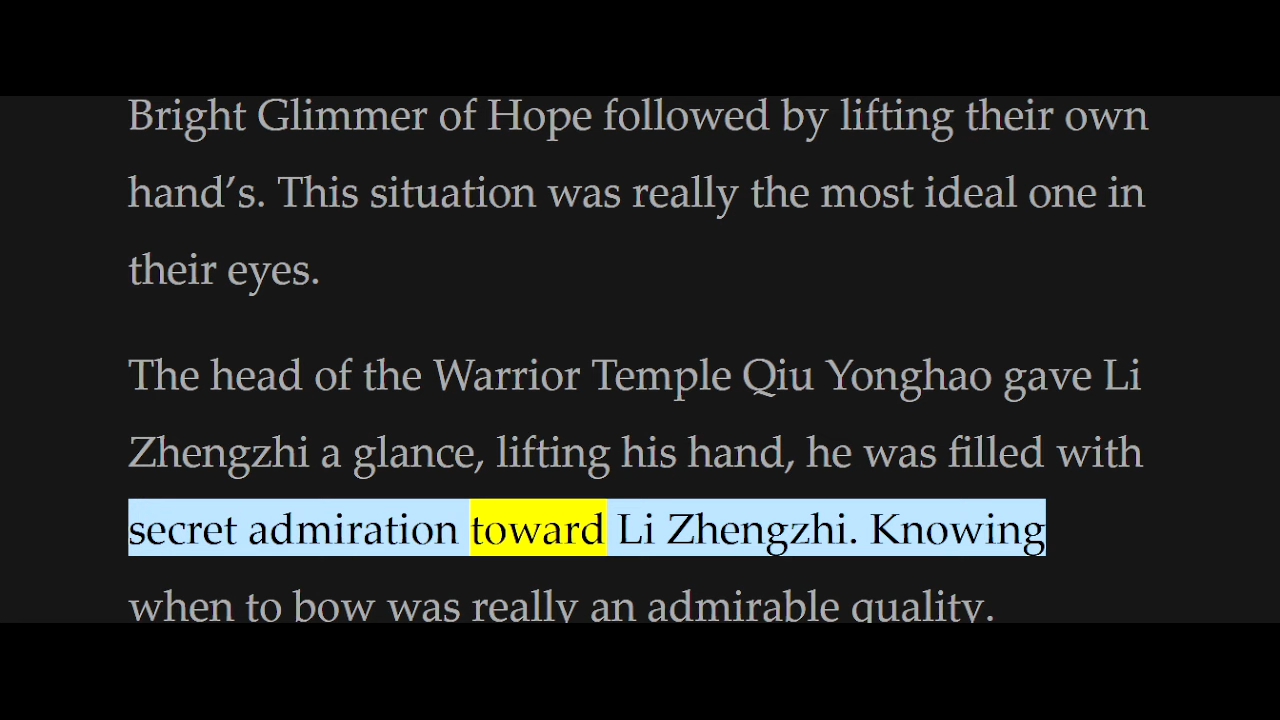 Bright Glimmer of Hope followed by lifting their own
hand’s. This situation was really the most ideal one in
their eyes.
The head of the Warrior Temple Qiu Yonghao gave Li
Zhengzhi a glance, lifting his hand, he was filled with
secret admiration toward Li Zhengzhi. Knowing
when to bow was really an admirable quality.